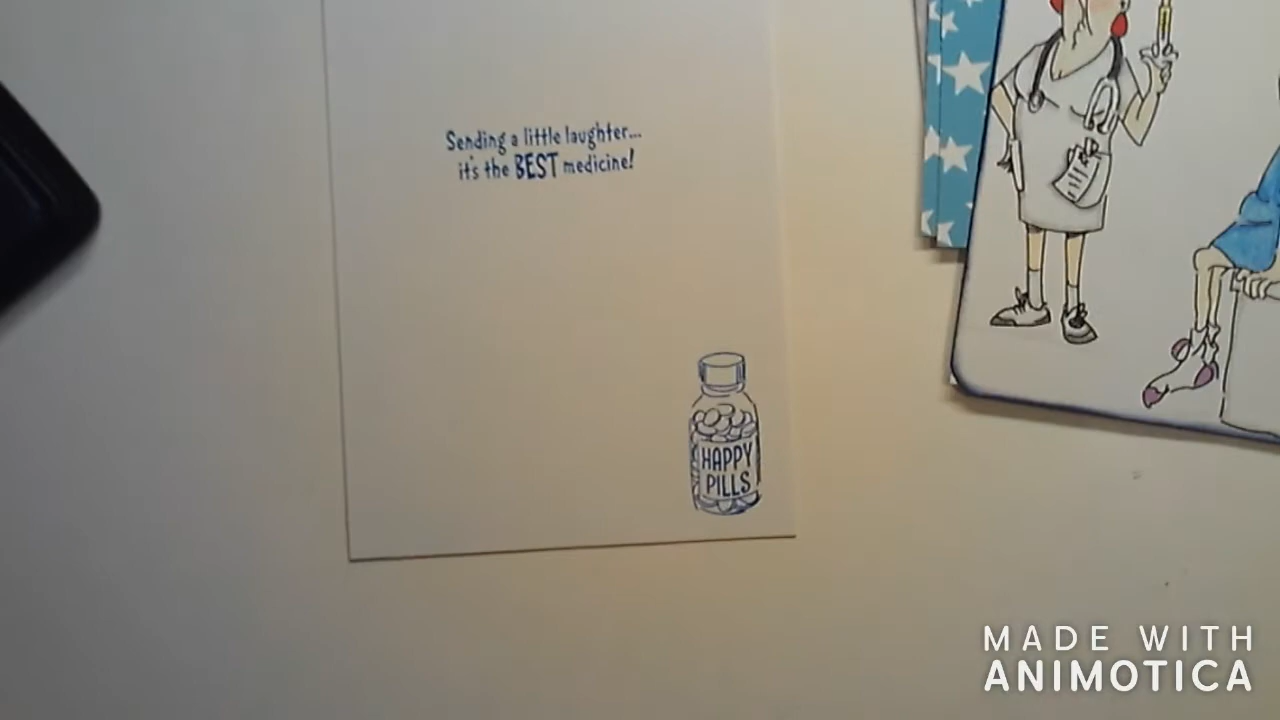 Sending a little laughter...
it's the BEST medicine!
HAPPY
PILLS
MADE WITH
ANIMOTICA